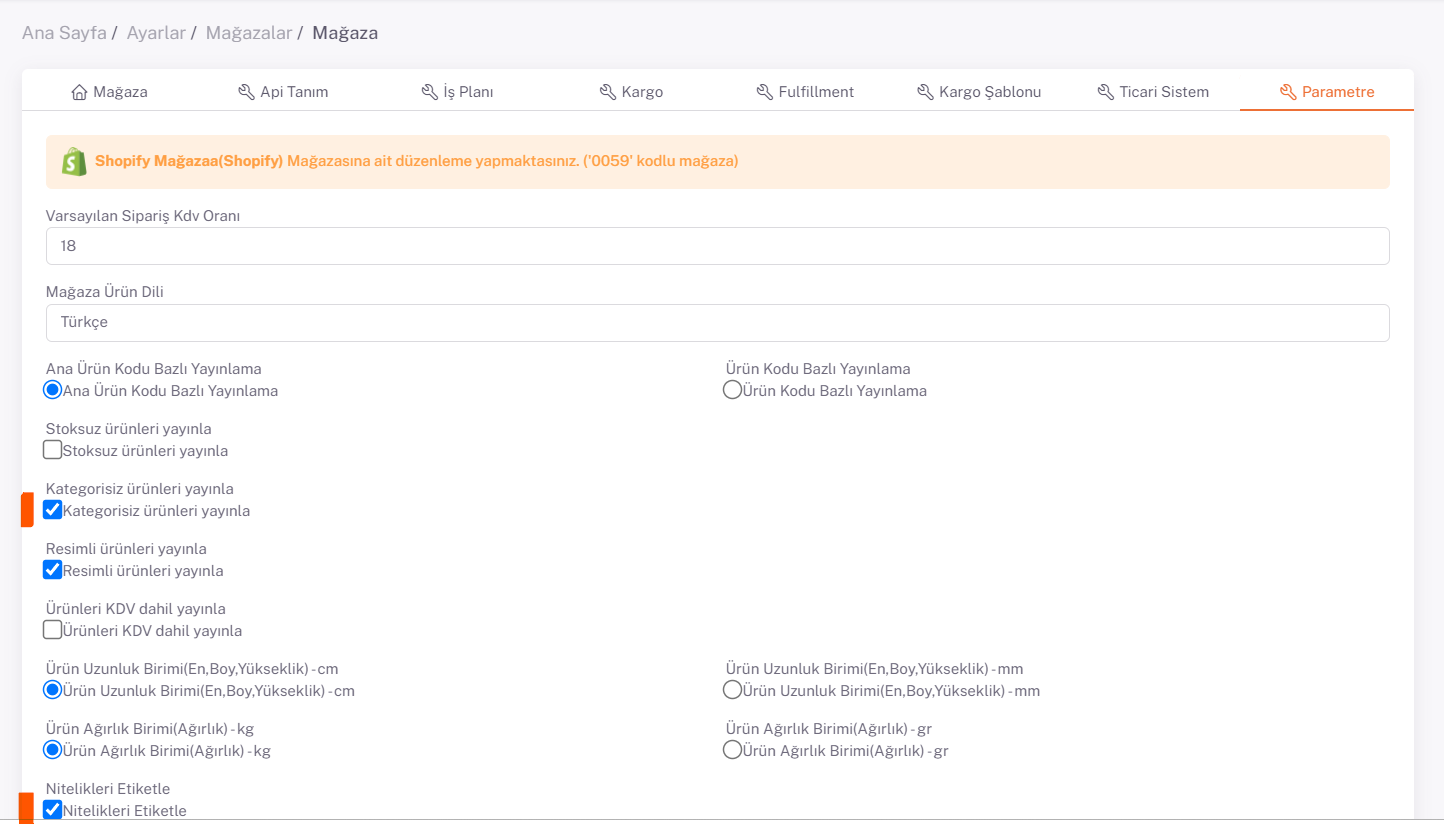 Ana Sayfa / Ayarlar / Mağazalar / Mağaza
Mağaza Api Tanım İş Planı Kargo Fulfillment Kargo Şablonu Ticari Sistem Parametre
Shopify Mağazaa(Shopify) Mağazasına ait düzenleme yapmaktasınız. ('0059' kodlu mağaza)
Varsayılan Sipariş Kdv Oranı
18
Mağaza Ürün Dili
Türkçe
Ana Ürün Kodu Bazlı Yayınlama Ürün Kodu Bazlı Yayınlama
Ana Ürün Kodu Bazlı Yayınlama Ürün Kodu Bazlı Yayınlama
Stoksuz ürünleri yayınla
Stoksuz ürünleri yayınla
Kategorisiz ürünleri yayınla
Kategorisiz ürünleri yayınla
Resimli ürünleri yayınla
Resimli ürünleri yayınla
Ürünleri KDV dahil yayınla
Ürünleri KDV dahil yayınla
Ürün Uzunluk Birimi(En,Boy,Yükseklik) - cm Ürün Uzunluk Birimi(En,Boy,Yükseklik) - mm
Ürün Uzunluk Birimi(En,Boy,Yükseklik) - cm Ürün Uzunluk Birimi(En,Boy,Yükseklik) - mm
Ürün Ağırlık Birimi(Ağırlık) - kg Ürün Ağırlık Birimi(Ağırlık) - gr
Ürün Ağırlık Birimi(Ağırlık) - kg Ürün Ağırlık Birimi(Ağırlık) - gr
Nitelikleri Etiketle
Nitelikleri Etiketle